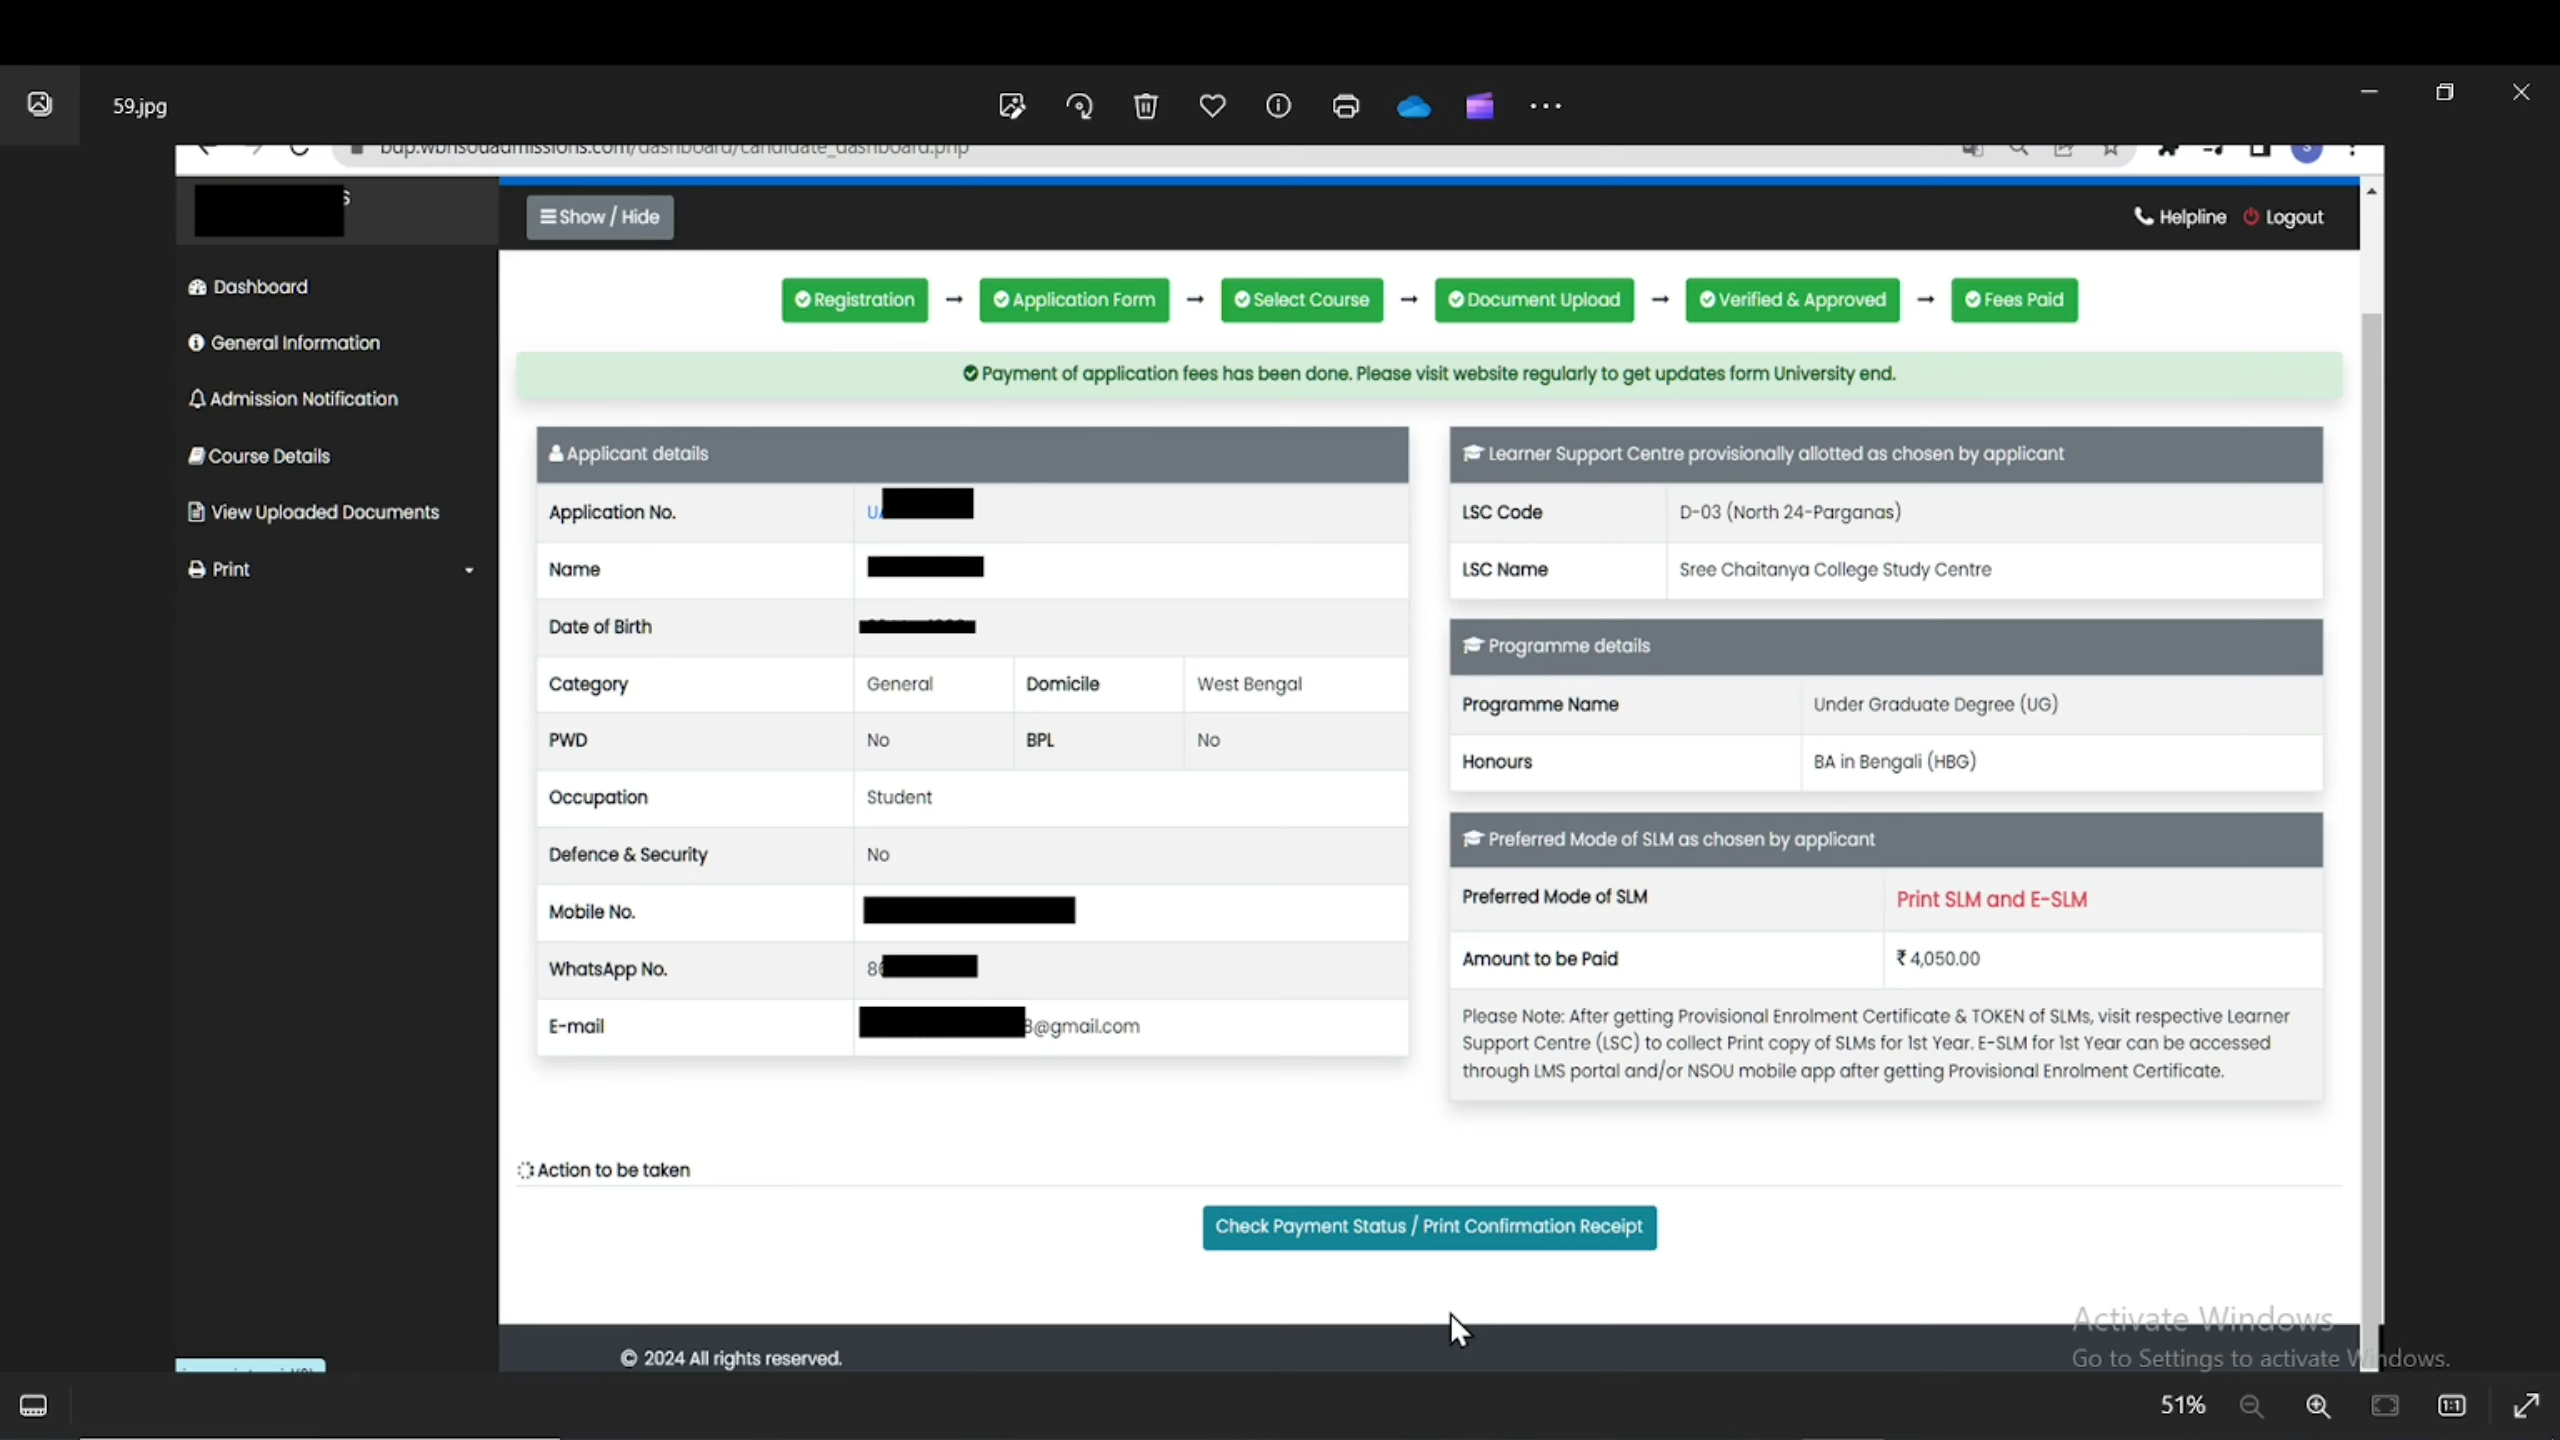 59.jpg
bdp.wbnsouadmissions.com/dashboard/candidate_dashboard.php
S
Show / Hide
Helpline Logout
Dashboard
General Information
Admission Notification
Course Details
View Uploaded Documents
Print
Registration → Application Form → Select Course → Document Upload → Verified & Approved → Fees Paid
Payment of application fees has been done. Please visit website regularly to get updates form University end.
Applicant details
Application No. U
Name
Date of Birth
Category General Domicile West Bengal
PWD No BPL No
Occupation Student
Defence & Security No
Mobile No.
WhatsApp No. 8
E-mail 8@gmail.com
Learner Support Centre provisionally allotted as chosen by applicant
LSC Code D-03 (North 24-Parganas)
LSC Name Sree Chaitanya College Study Centre
Programme details
Programme Name Under Graduate Degree (UG)
Honours BA in Bengali (HBG)
Preferred Mode of SLM as chosen by applicant
Preferred Mode of SLM Print SLM and E-SLM
Amount to be Paid ₹ 4,050.00
Please Note: After getting Provisional Enrolment Certificate & TOKEN of SLMs, visit respective Learner
Support Centre (LSC) to collect Print copy of SLMs for 1st Year. E-SLM for 1st Year can be accessed
through LMS portal and/or NSOU mobile app after getting Provisional Enrolment Certificate.
Action to be taken
Check Payment Status / Print Confirmation Receipt
© 2024 All rights reserved.
Activate Windows
Go to Settings to activate Windows.
51%